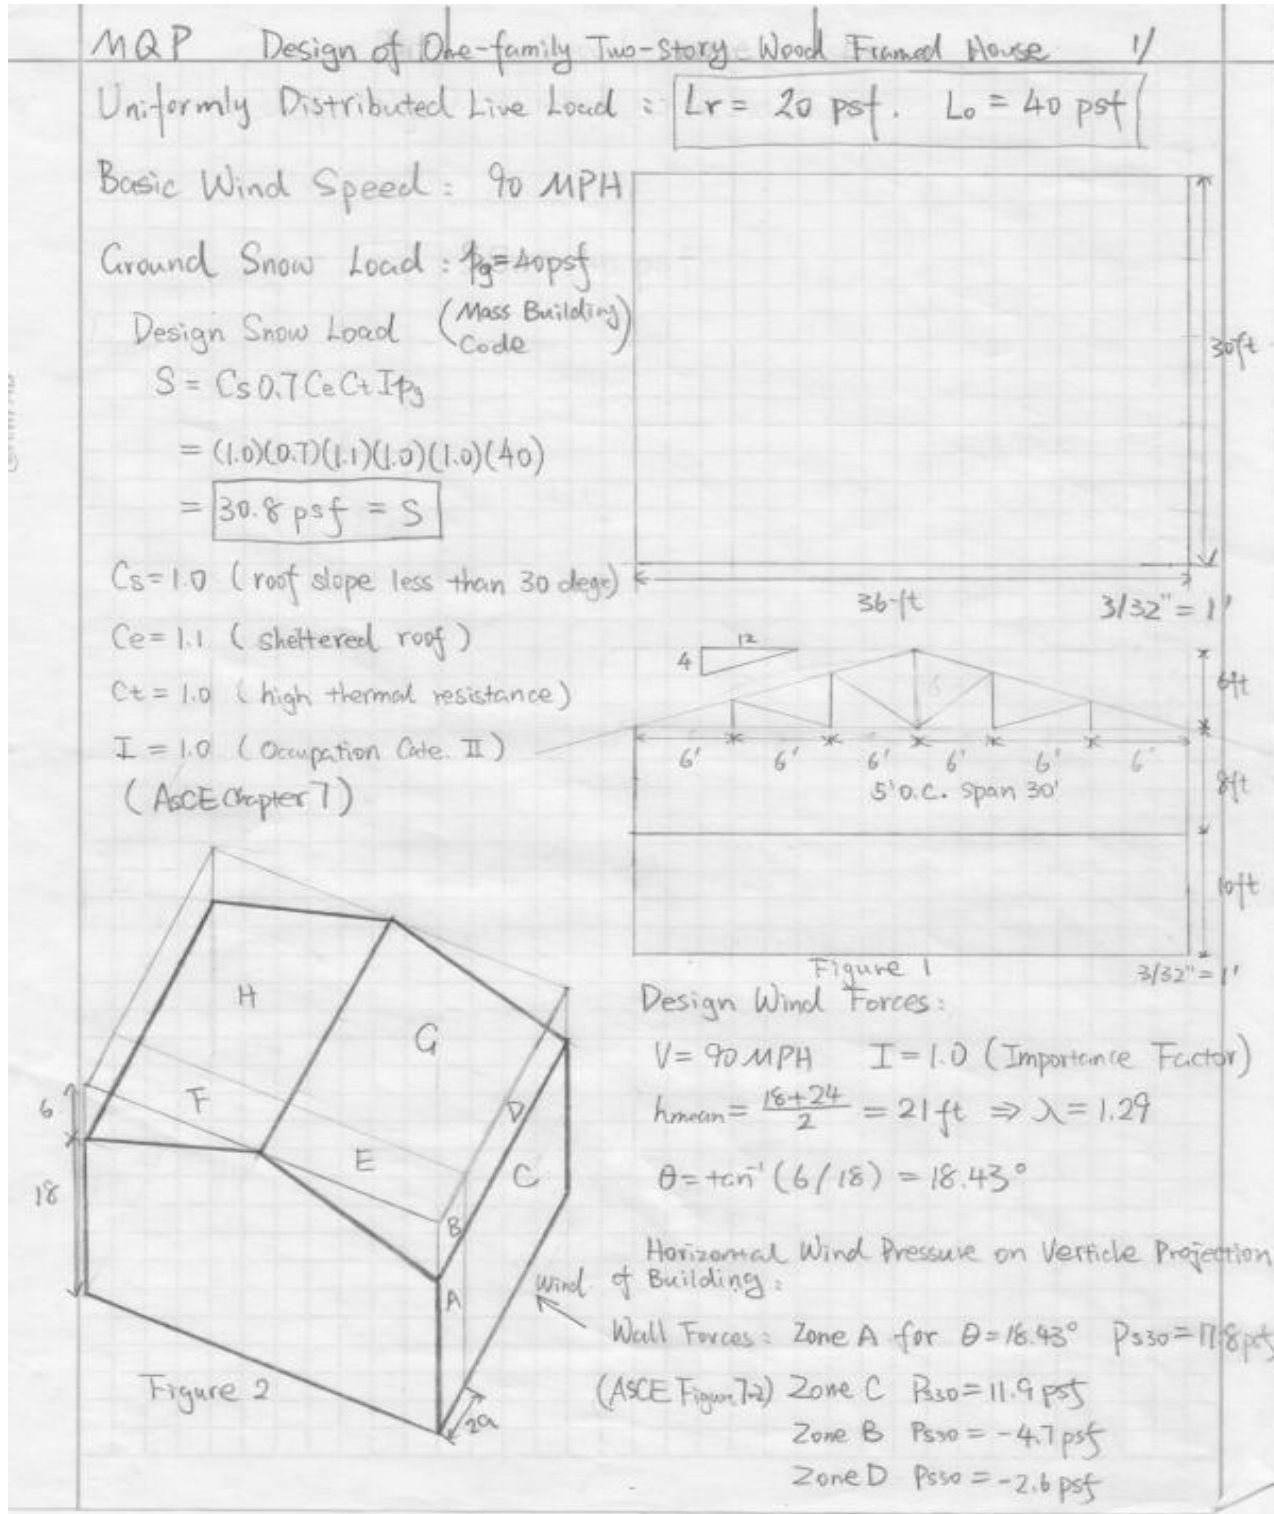 MQP Design of One-family Two-Story Wood Framed House 1/
Uniformly Distributed Live Load : Lr = 20 psf. Lo = 40 psf
Basic Wind Speed : 90 MPH
Ground Snow Load : pg=40psf
Design Snow Load (Mass Building Code)
S = Cs 0.7 Ce Ct I pg
= (1.0)(0.7)(1.1)(1.0)(1.0)(40)
= 30.8 psf = S
Cs=1.0 (roof slope less than 30 degr)
Ce=1.1 (sheltered roof)
Ct = 1.0 (high thermal resistance)
I = 1.0 (Occupation Cate. II)
(ASCE Chapter 7)
30ft
36ft
3/32" = 1'
12
4
6ft
6' 6' 6' 6' 6' 6'
5' O.C. span 30'
8ft
10ft
Figure 1
3/32" = 1'
H
G
F
E
D
C
B
A
6
18
2a
Wind
Figure 2
Design Wind Forces:
V= 90 MPH I = 1.0 (Importance Factor)
hmean = 18+24/2 = 21 ft ⇒ λ = 1.29
θ = tan⁻¹ (6/18) = 18.43°
Horizontal Wind Pressure on Verticle Projection
of Building:
Wall Forces: Zone A for θ=18.43° Ps30=17.8psf
(ASCE Figure 7-2) Zone C Ps30=11.9 psf
Zone B Ps30 = -4.7 psf
Zone D Ps30 = -2.6 psf